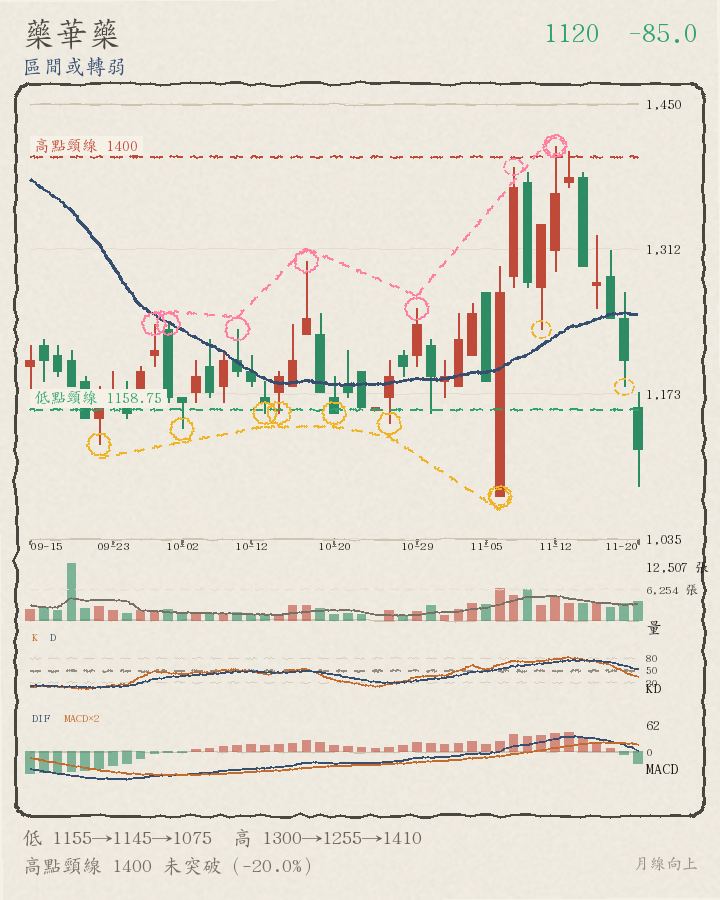 藥華藥
1120 -85.0
區間或轉弱
1,450
高點頸線 1400
1,312
低點頸線 1158.75
1,173
1,035
09-15 09-23 10-02 10-12 10-20 10-29 11-05 11-12 11-20
12,507 張
6,254 張
量
K D
80
50
20
KD
DIF MACD×2
62
0
MACD
低 1155→1145→1075 高 1300→1255→1410
高點頸線 1400 未突破 (-20.0%)
月線向上